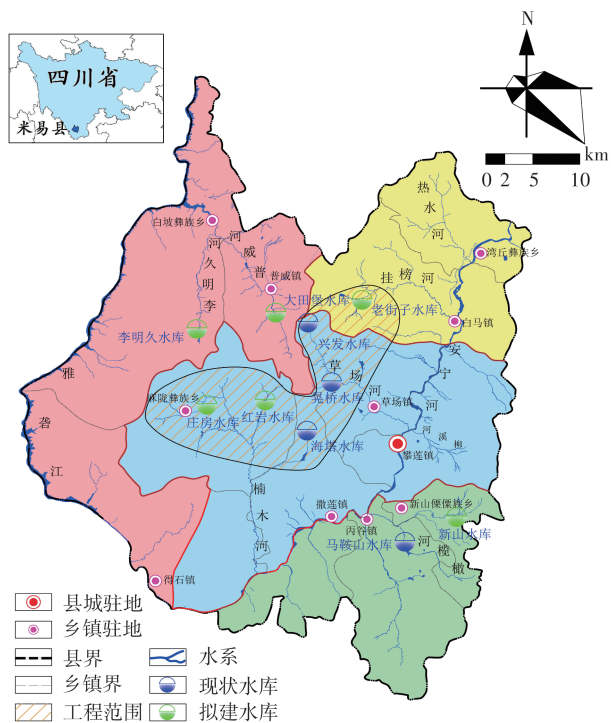 四川省
米易县
N
km
0 2 5 10
热水河
湾丘彝族乡
白坡彝族乡
河久明李
河威普
普威镇
挂榜河
大田堡水库
老街子水库
白马镇
李明久水库
兴发水库
安宁河
草场河
晃桥水库
草场镇
雅砻江
麻陇彝族乡
庄房水库
红岩水库
海塔水库
河溪柳
攀莲镇
楠木河
撒莲镇
丙谷镇
新山傈僳族乡
新山水库
马鞍山水库
河榄橄
得石镇
县城驻地
乡镇驻地
县界
水系
乡镇界
现状水库
工程范围
拟建水库